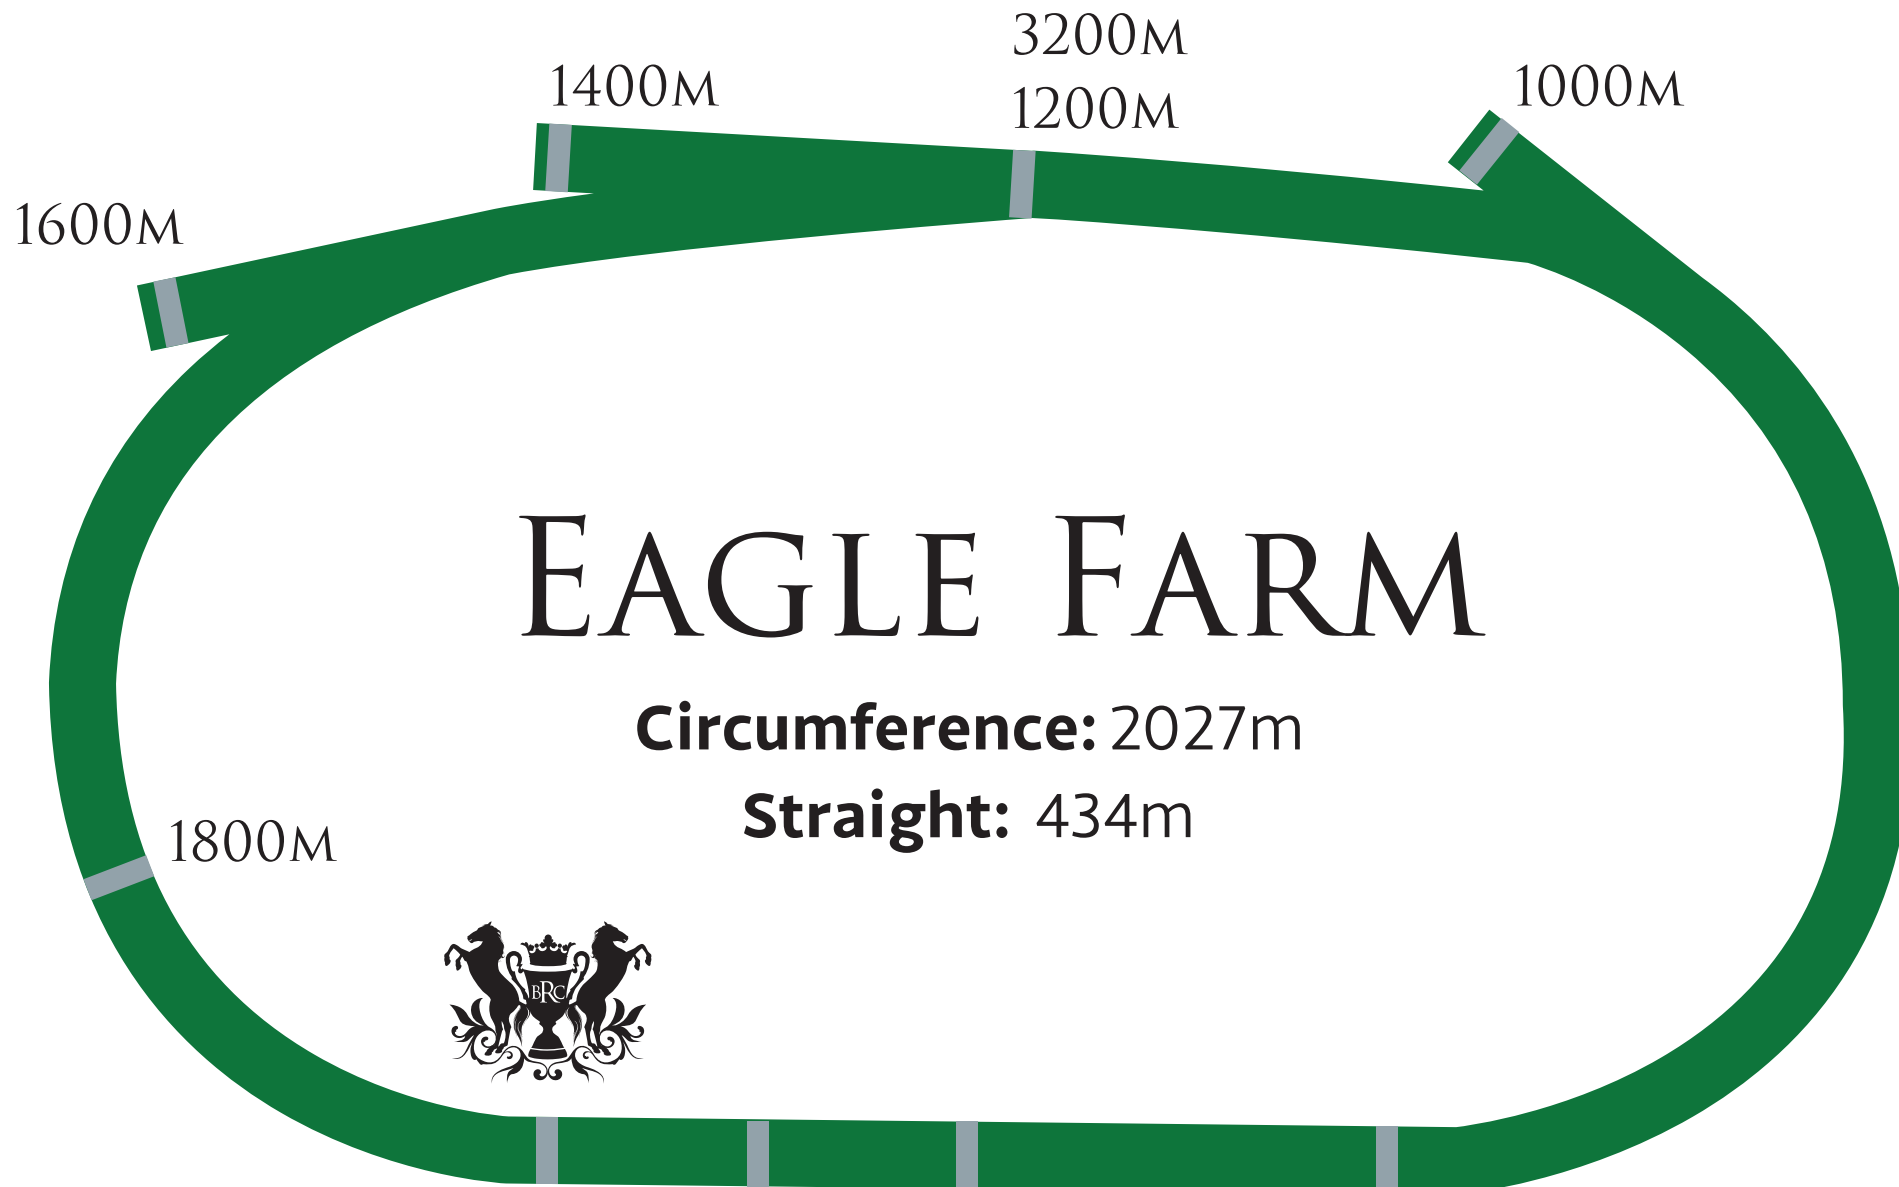 3200M
1400M
1200M
1000M
1600M
EAGLE FARM
Circumference: 2027m
Straight: 434m
1800M
BRC